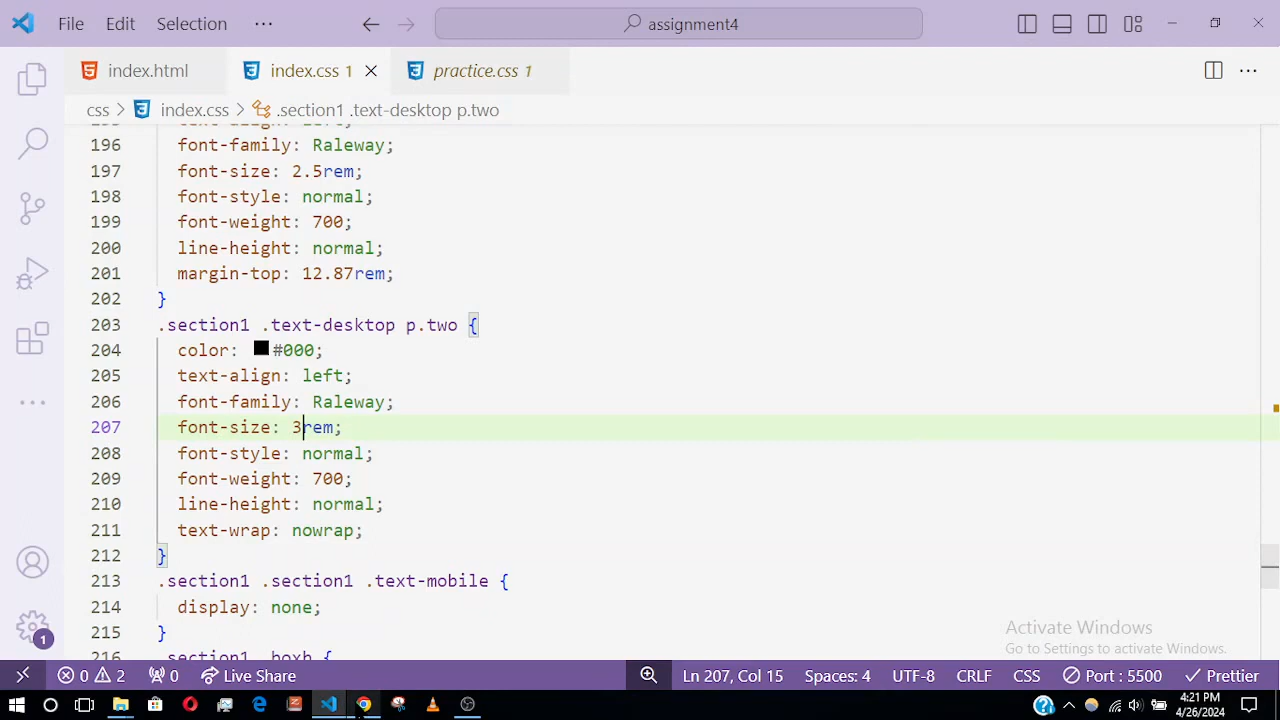 File Edit Selection ··· assignment4
index.html index.css 1 practice.css 1
css > index.css > .section1 .text-desktop p.two
196 font-family: Raleway;
197 font-size: 2.5rem;
198 font-style: normal;
199 font-weight: 700;
200 line-height: normal;
201 margin-top: 12.87rem;
202 }
203 .section1 .text-desktop p.two {
204 color: #000;
205 text-align: left;
206 font-family: Raleway;
207 font-size: 3rem;
208 font-style: normal;
209 font-weight: 700;
210 line-height: normal;
211 text-wrap: nowrap;
212 }
213 .section1 .section1 .text-mobile {
214 display: none;
215 }
Activate Windows
Go to Settings to activate Windows.
1
0 2 0 Live Share Ln 207, Col 15 Spaces: 4 UTF-8 CRLF CSS Port : 5500 Prettier
4:21 PM
4/26/2024